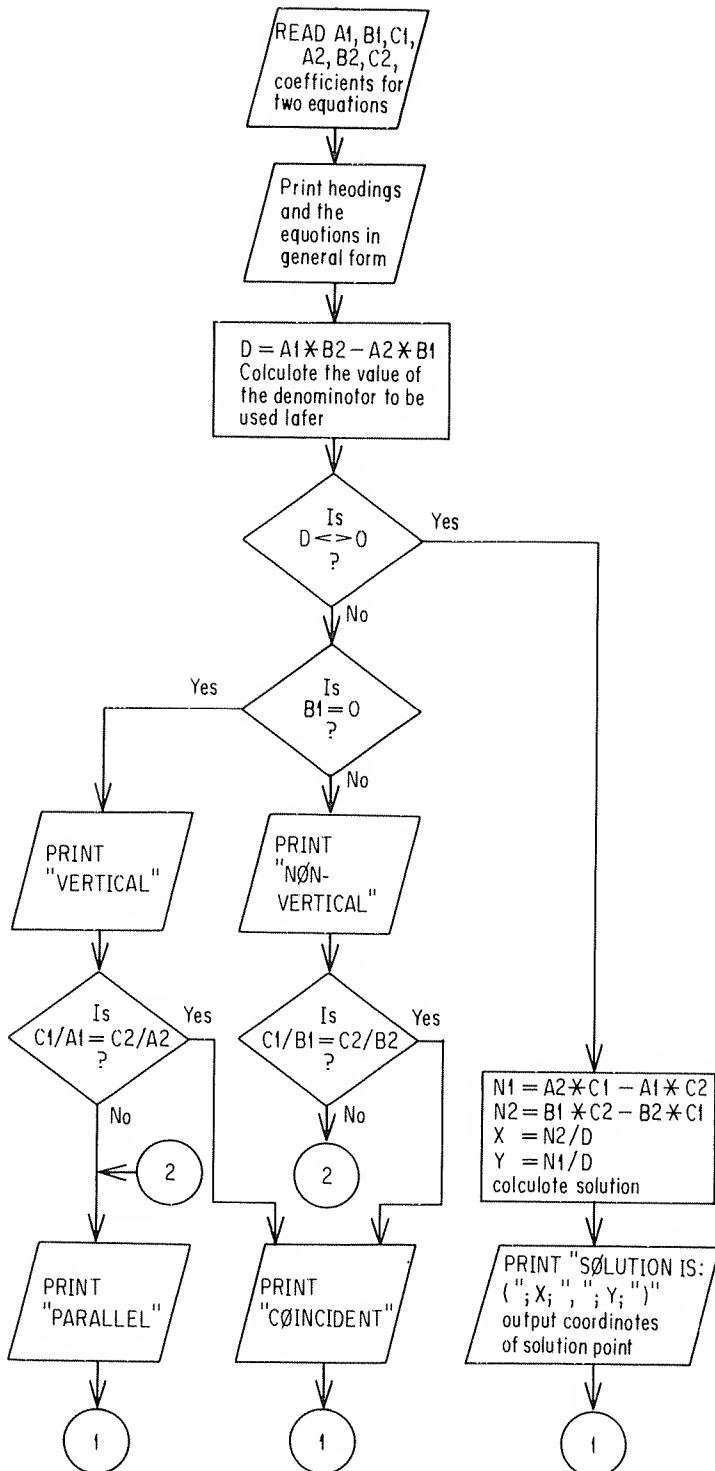 READ A1, B1, C1,
A2, B2, C2,
coefficients for
two equations
Print heodings
and the
equotions in
general form
D = A1*B2 − A2*B1
Colculote the value of
the denominotor to be
used lafer
Is
D <> 0
?
Yes
No
Is
B1 = 0
?
Yes
No
PRINT
"VERTICAL"
PRINT
"NØN-
VERTICAL"
Is
C1/A1 = C2/A2
?
Yes
No
Is
C1/B1 = C2/B2
?
Yes
No
2
2
N1 = A2*C1 − A1*C2
N2 = B1*C2 − B2*C1
X = N2/D
Y = N1/D
colculote solution
PRINT
"PARALLEL"
PRINT
"CØINCIDENT"
PRINT "SØLUTION IS:
( "; X; ", "; Y; ")"
output coordinotes
of solution point
1
1
1